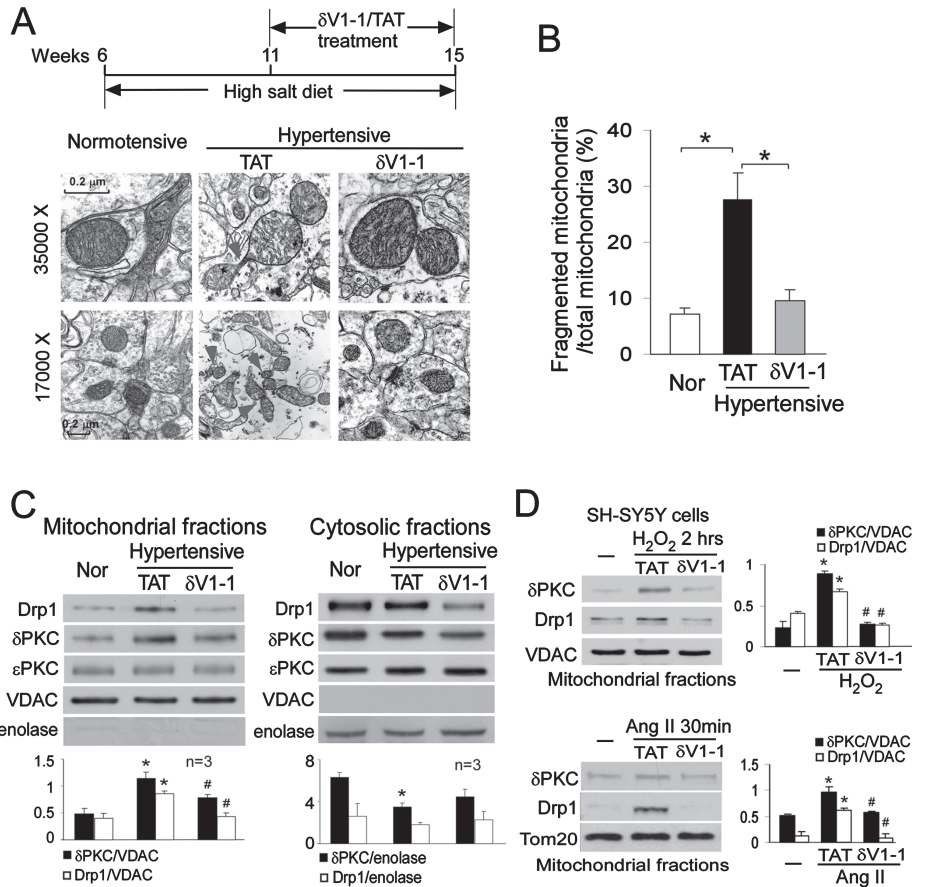 A
δV1-1/TAT
treatment
Weeks 6 11 15
High salt diet
Normotensive
Hypertensive
TAT δV1-1
0.2 µm
35000 X
17000 X
0.2 µm
B
Fragmented mitochondria
/total mitochondria (%)
40
30
20
10
0
* *
Nor TAT δV1-1
Hypertensive
C
Mitochondrial fractions
Nor
Hypertensive
TAT δV1-1
Drp1
δPKC
εPKC
VDAC
enolase
1.5
1
0.5
0
* * # #
n=3
δPKC/VDAC
Drp1/VDAC
Cytosolic fractions
Nor
Hypertensive
TAT δV1-1
Drp1
δPKC
εPKC
VDAC
enolase
8
4
0
*
n=3
δPKC/enolase
Drp1/enolase
D
SH-SY5Y cells
H2O2 2 hrs
– TAT δV1-1
δPKC
Drp1
VDAC
Mitochondrial fractions
δPKC/VDAC
Drp1/VDAC
1
0.5
0
* * # #
– TAT δV1-1
H2O2
Ang II 30min
– TAT δV1-1
δPKC
Drp1
Tom20
Mitochondrial fractions
δPKC/VDAC
Drp1/VDAC
1.5
1
0.5
0
* * # #
– TAT δV1-1
Ang II